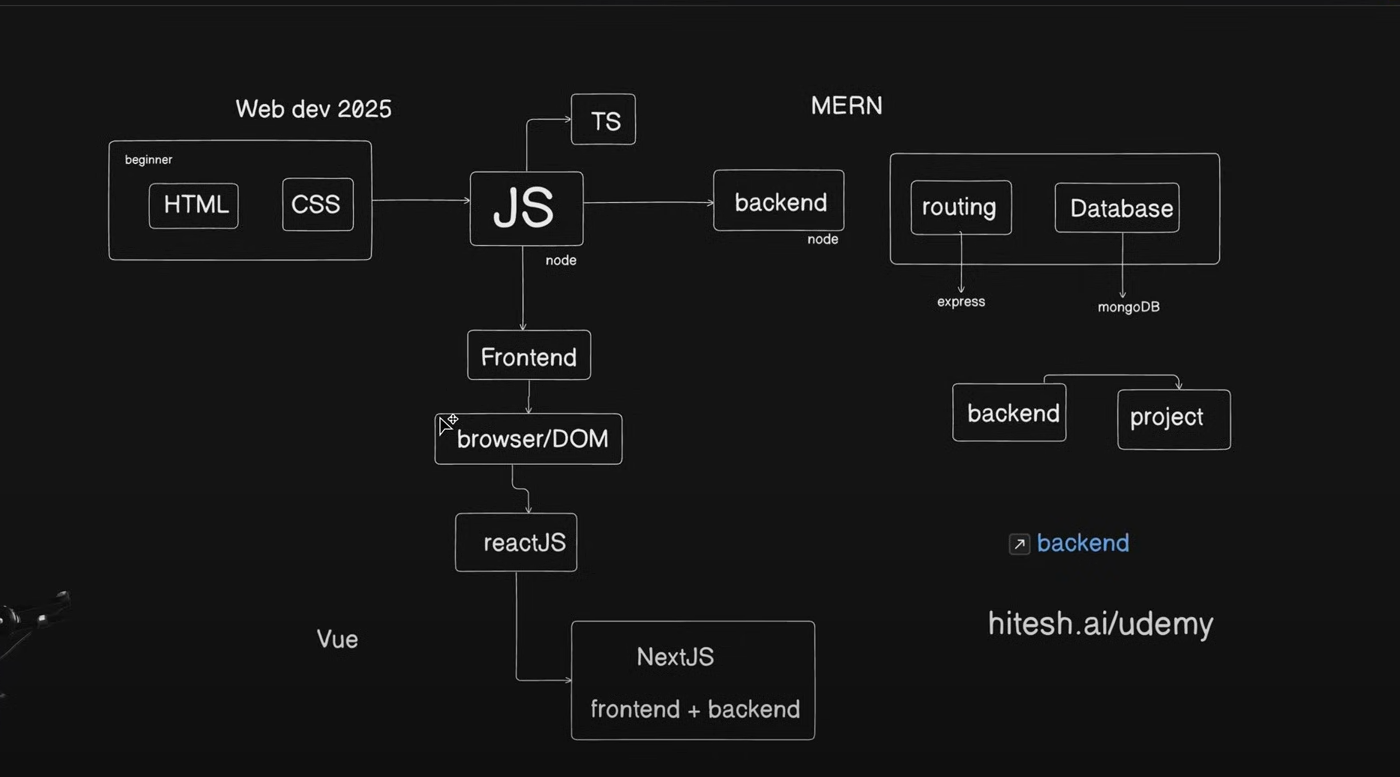 Web dev 2025
MERN
TS
beginner
HTML
CSS
JS
node
backend
node
routing
Database
express
mongoDB
Frontend
browser/DOM
backend
project
reactJS
backend
hitesh.ai/udemy
Vue
NextJS
frontend + backend